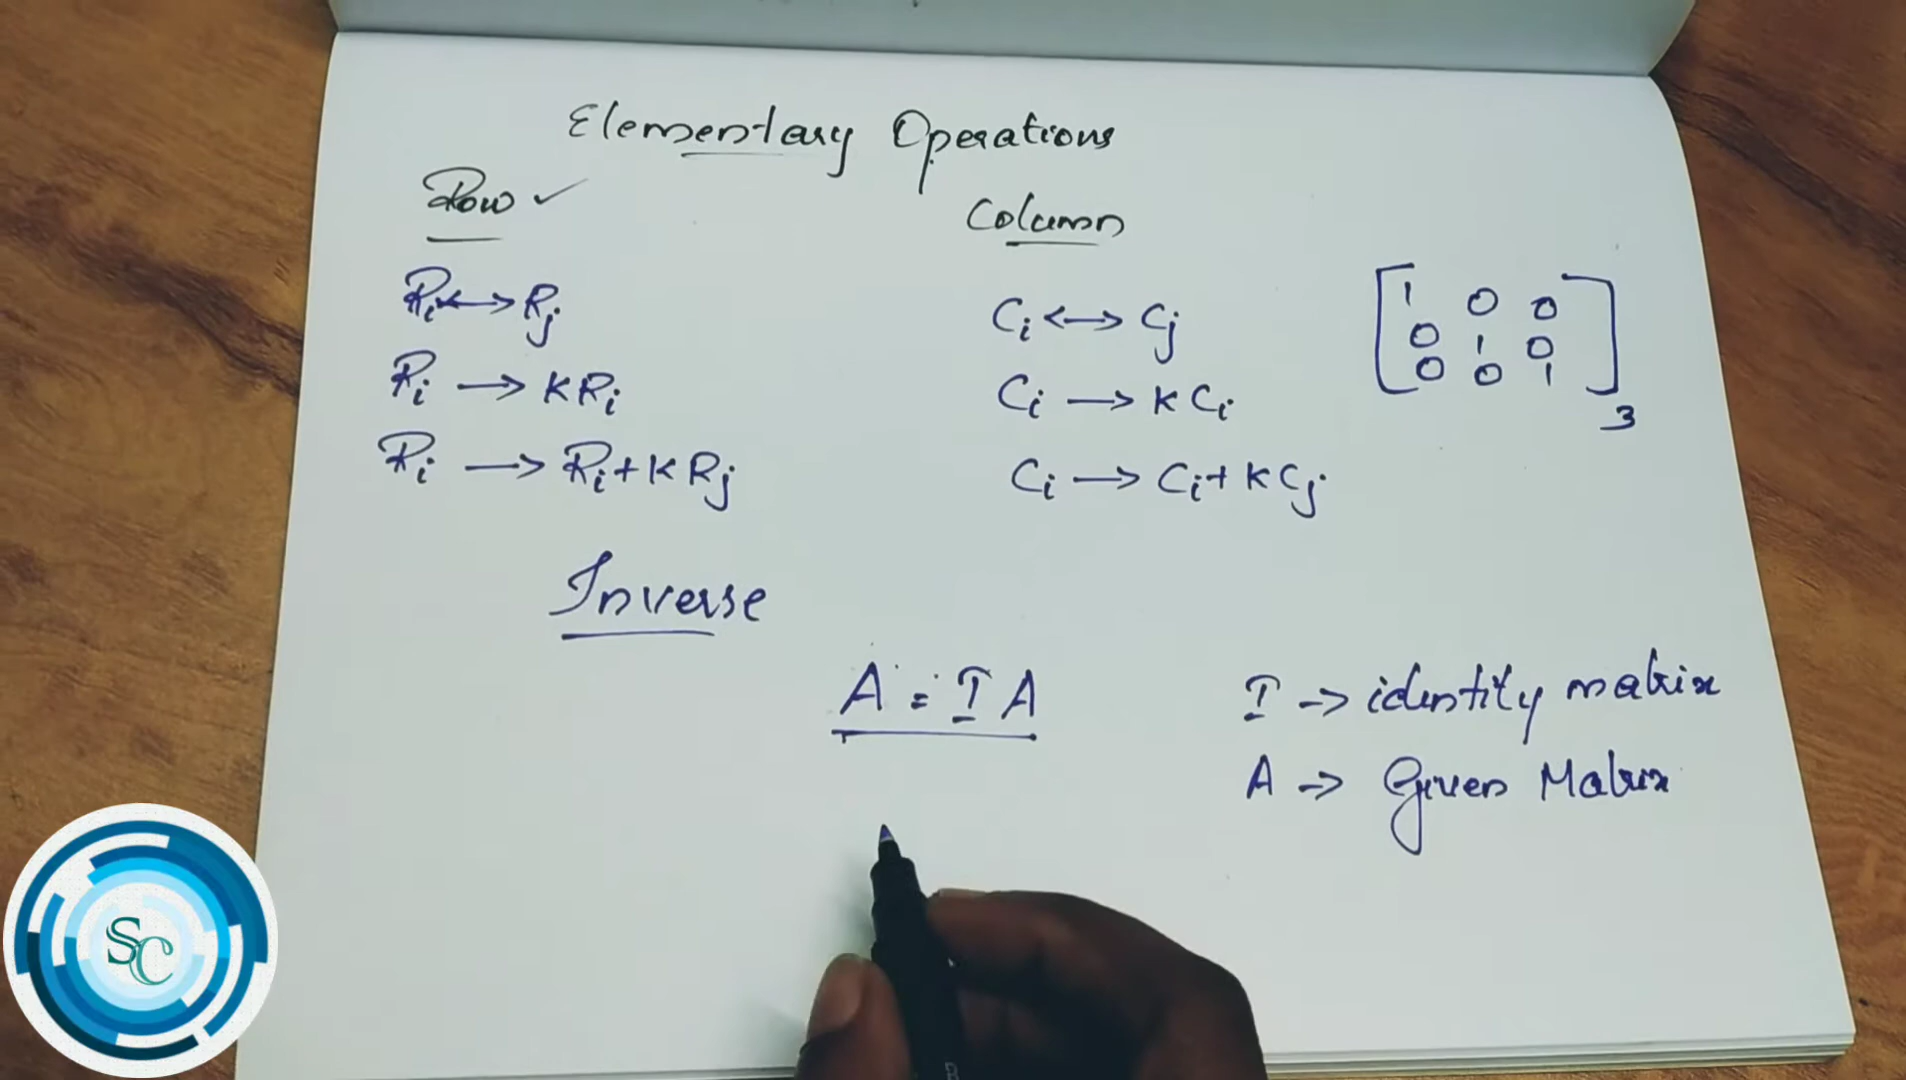 Elementary Operations
Row ✓
Column
Ri ↔ Rj
Ci ↔ Cj
Ri → KRi
Ci → KCi
Ri → Ri + KRj
Ci → Ci + KCj
1 0 0
0 1 0
0 0 1
3
Inverse
A = IA
I → identity matrix
A → Given Matrix
SC
B